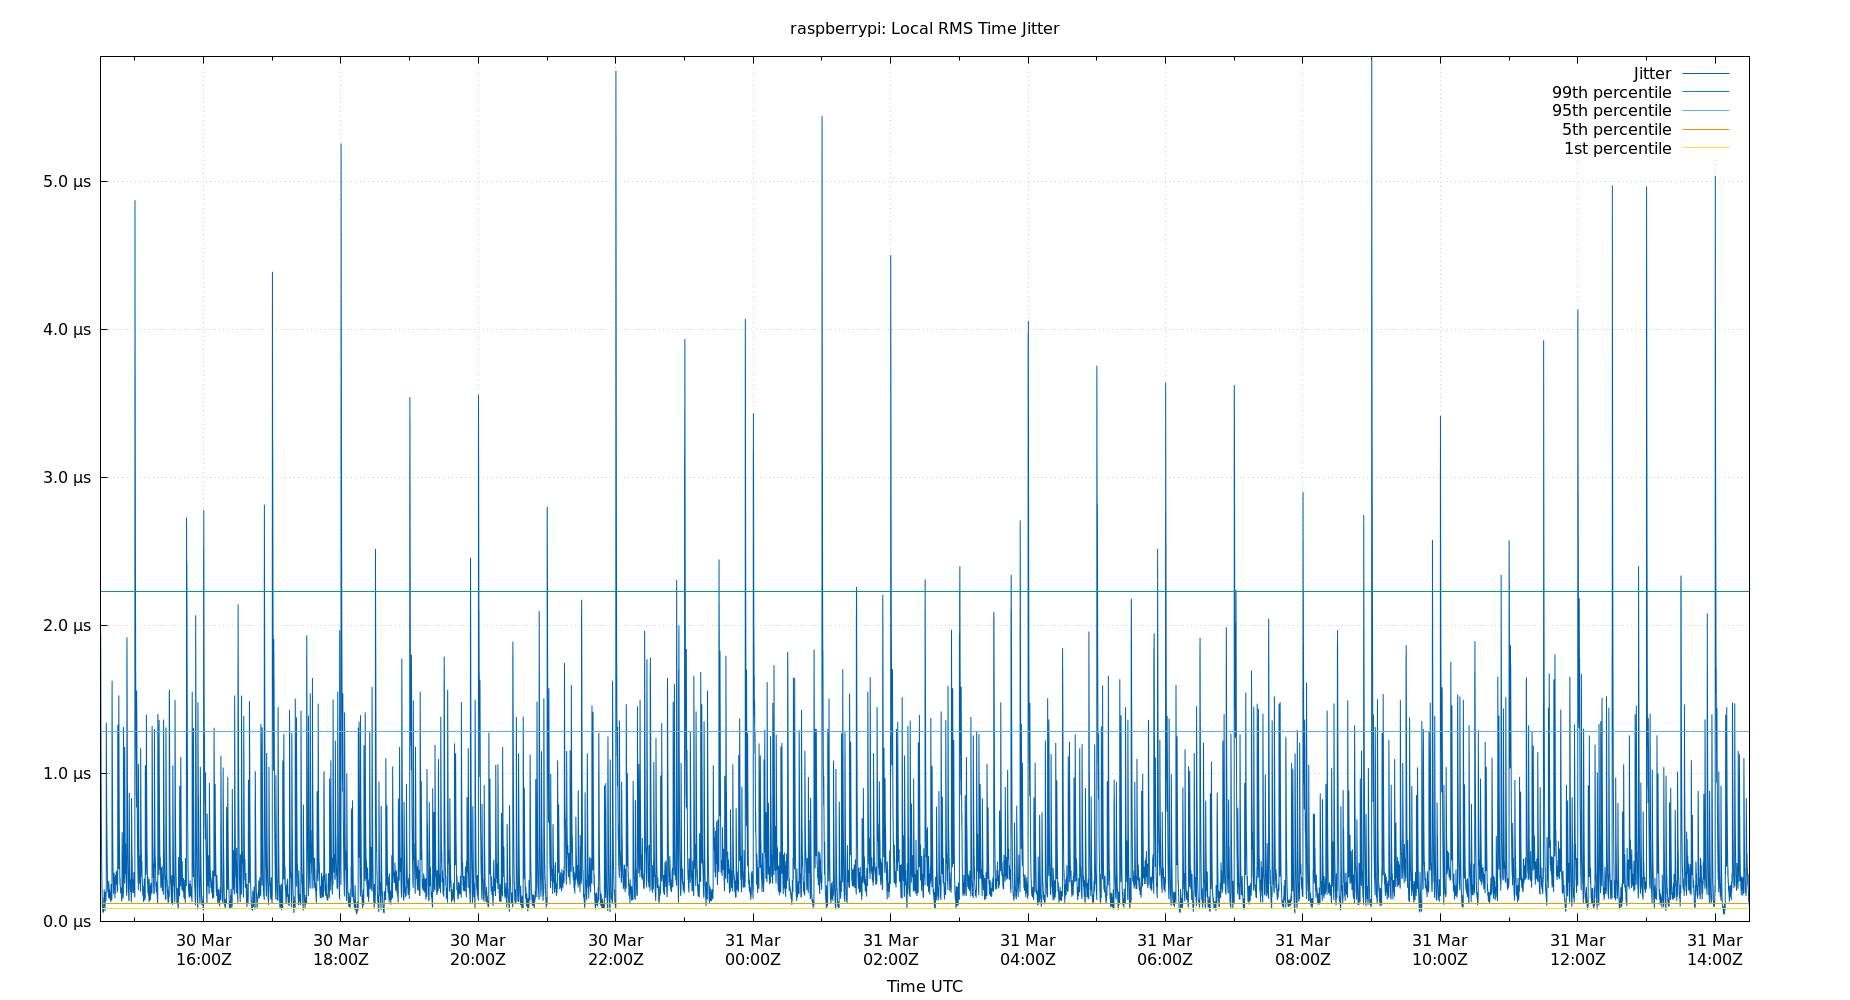 raspberrypi: Local RMS Time Jitter
Jitter
99th percentile
95th percentile
5th percentile
1st percentile
5.0 µs
4.0 µs
3.0 µs
2.0 µs
1.0 µs
0.0 µs
30 Mar 30 Mar 30 Mar 30 Mar 31 Mar 31 Mar 31 Mar 31 Mar 31 Mar 31 Mar 31 Mar 31 Mar
16:00Z 18:00Z 20:00Z 22:00Z 00:00Z 02:00Z 04:00Z 06:00Z 08:00Z 10:00Z 12:00Z 14:00Z
Time UTC